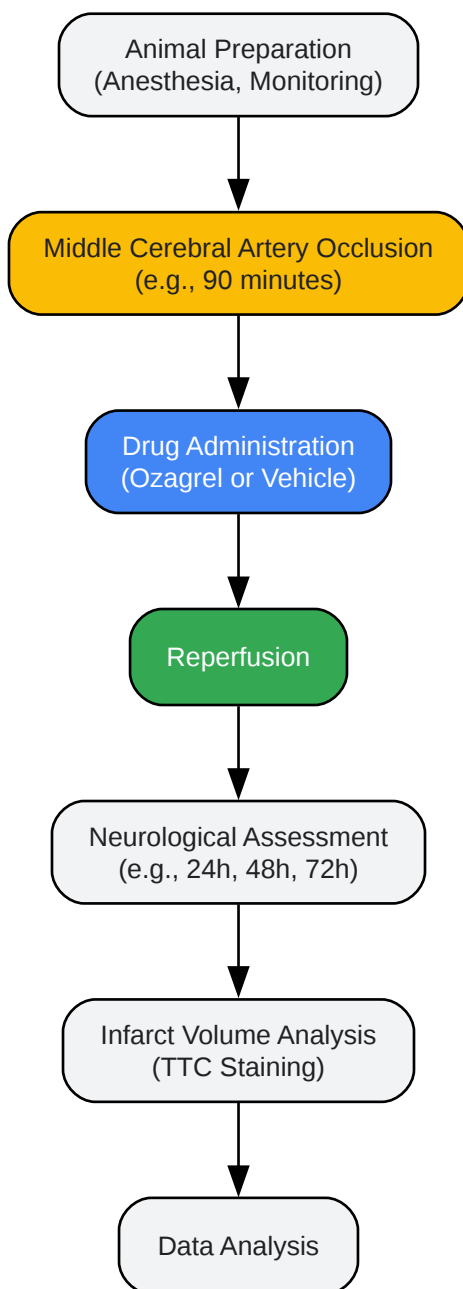 Animal Preparation
(Anesthesia, Monitoring)
Middle Cerebral Artery Occlusion
(e.g., 90 minutes)
Drug Administration
(Ozagrel or Vehicle)
Reperfusion
Neurological Assessment
(e.g., 24h, 48h, 72h)
Infarct Volume Analysis
(TTC Staining)
Data Analysis